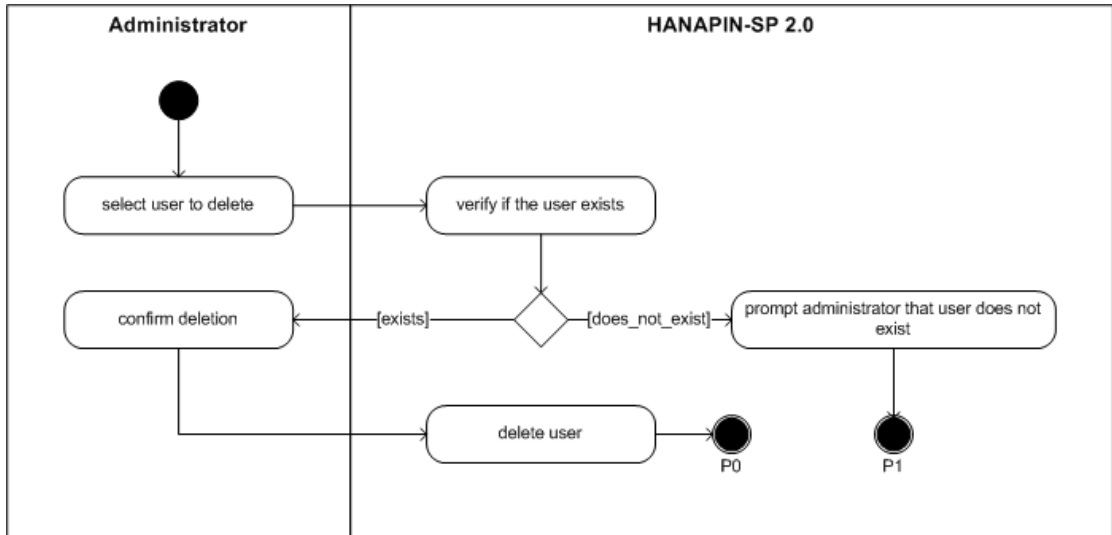 Administrator
HANAPIN-SP 2.0
select user to delete
verify if the user exists
confirm deletion
[exists]
[does_not_exist]
prompt administrator that user does not
exist
delete user
P0
P1